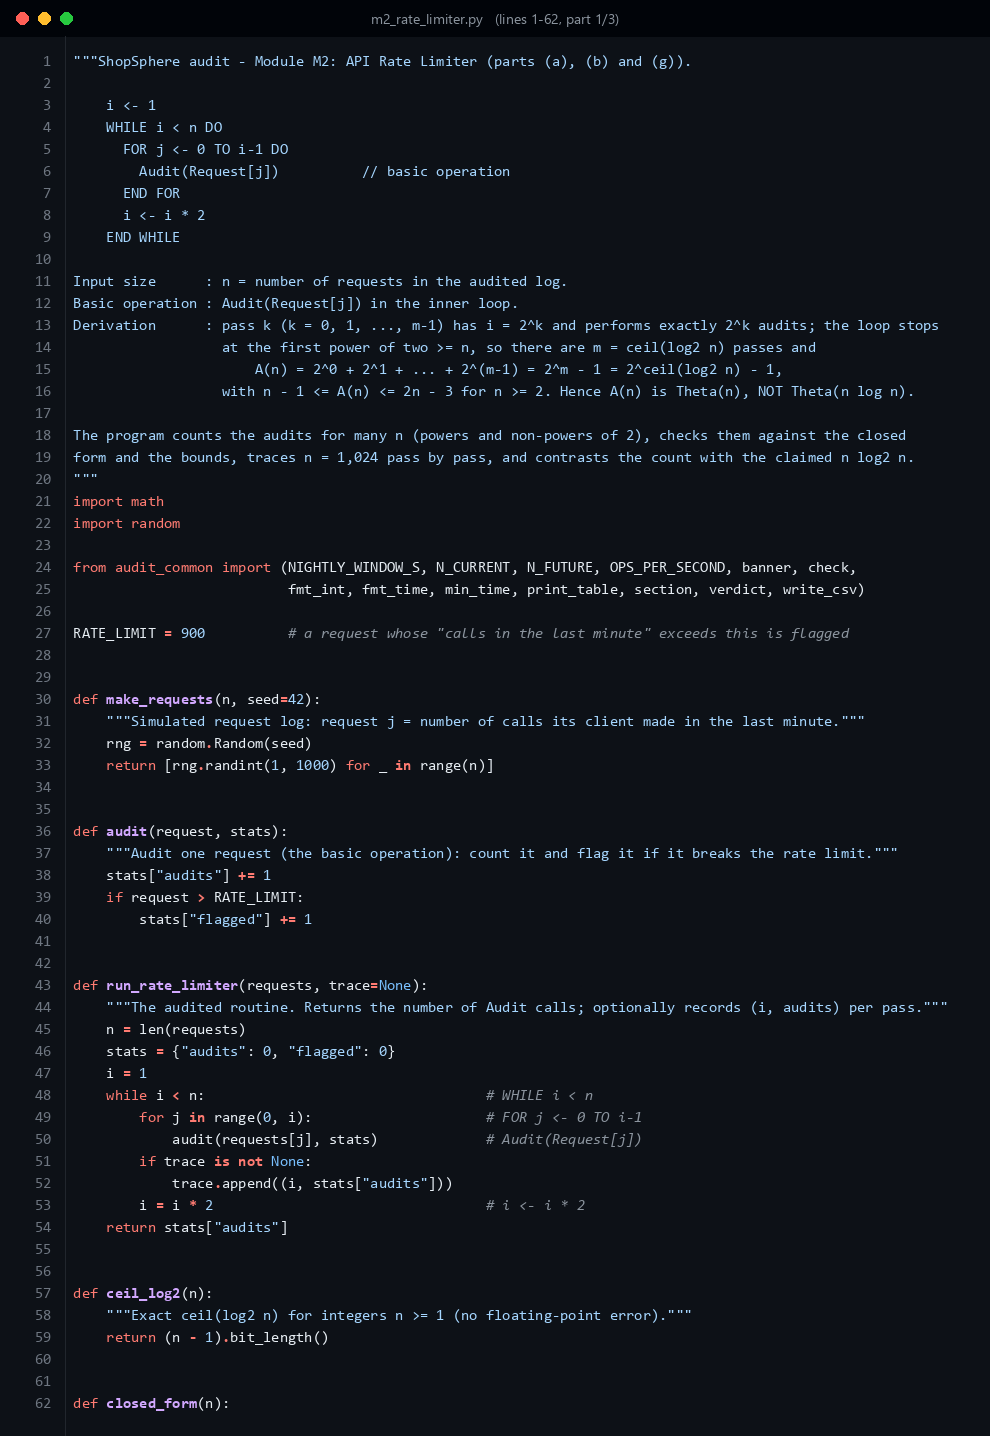 m2_rate_limiter.py (lines 1-62, part 1/3)
1 """ShopSphere audit - Module M2: API Rate Limiter (parts (a), (b) and (g)).
2
3     i <- 1
4     WHILE i < n DO
5       FOR j <- 0 TO i-1 DO
6         Audit(Request[j])          // basic operation
7       END FOR
8       i <- i * 2
9     END WHILE
10
11 Input size      : n = number of requests in the audited log.
12 Basic operation : Audit(Request[j]) in the inner loop.
13 Derivation      : pass k (k = 0, 1, ..., m-1) has i = 2^k and performs exactly 2^k audits; the loop stops
14                   at the first power of two >= n, so there are m = ceil(log2 n) passes and
15                       A(n) = 2^0 + 2^1 + ... + 2^(m-1) = 2^m - 1 = 2^ceil(log2 n) - 1,
16                   with n - 1 <= A(n) <= 2n - 3 for n >= 2. Hence A(n) is Theta(n), NOT Theta(n log n).
17
18 The program counts the audits for many n (powers and non-powers of 2), checks them against the closed
19 form and the bounds, traces n = 1,024 pass by pass, and contrasts the count with the claimed n log2 n.
20 """
21 import math
22 import random
23
24 from audit_common import (NIGHTLY_WINDOW_S, N_CURRENT, N_FUTURE, OPS_PER_SECOND, banner, check,
25                           fmt_int, fmt_time, min_time, print_table, section, verdict, write_csv)
26
27 RATE_LIMIT = 900          # a request whose "calls in the last minute" exceeds this is flagged
28
29
30 def make_requests(n, seed=42):
31     """Simulated request log: request j = number of calls its client made in the last minute."""
32     rng = random.Random(seed)
33     return [rng.randint(1, 1000) for _ in range(n)]
34
35
36 def audit(request, stats):
37     """Audit one request (the basic operation): count it and flag it if it breaks the rate limit."""
38     stats["audits"] += 1
39     if request > RATE_LIMIT:
40         stats["flagged"] += 1
41
42
43 def run_rate_limiter(requests, trace=None):
44     """The audited routine. Returns the number of Audit calls; optionally records (i, audits) per pass."""
45     n = len(requests)
46     stats = {"audits": 0, "flagged": 0}
47     i = 1
48     while i < n:                                  # WHILE i < n
49         for j in range(0, i):                     # FOR j <- 0 TO i-1
50             audit(requests[j], stats)             # Audit(Request[j])
51         if trace is not None:
52             trace.append((i, stats["audits"]))
53         i = i * 2                                 # i <- i * 2
54     return stats["audits"]
55
56
57 def ceil_log2(n):
58     """Exact ceil(log2 n) for integers n >= 1 (no floating-point error)."""
59     return (n - 1).bit_length()
60
61
62 def closed_form(n):